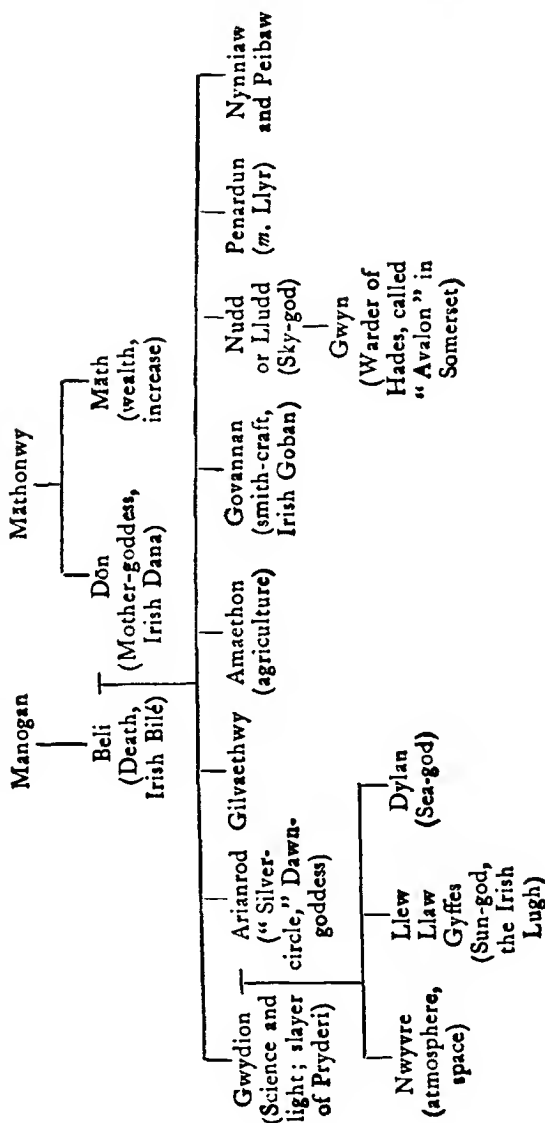 Manogan
Māthonwy
Beli
(Death,
Irish Bilé)
Dōn
(Mother-goddess,
Irish Dana)
Māth
(wealth,
increase)
Gwydion
(Science and
light; slayer
of Pryderi)
Arianrod
(“Silver-
circle,” Dawn-
goddess)
Gilvaethwy
Amaethon
(agriculture)
Govannan
(smith-craft,
Irish Goban)
Nudd
or Lludd
(Sky-god)
Penardun
(m. Llyr)
Nynniaw
and Peibaw
Gwyn
(Warder of
Hades, called
“Avalon” in
Somerset)
Nwyvre
(atmosphere,
space)
Llew
Llaw
Gyffes
(Sun-god,
the Irish
Lugh)
Dylan
(Sea-god)